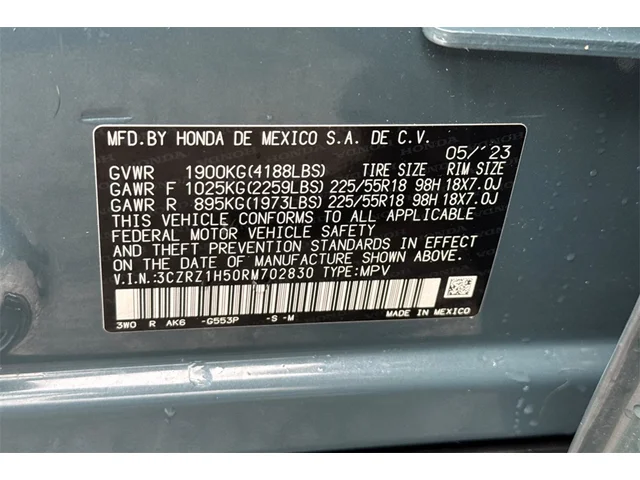 MFD.BY HONDA DE MEXICO S.A. DE C.V.
05/'23
GVWR 1900KG(4188LBS) TIRE SIZE RIM SIZE
GAWR F 1025KG(2259LBS) 225/55R18 98H 18X7.0J
GAWR R 895KG(1973LBS) 225/55R18 98H 18X7.0J
THIS VEHICLE CONFORMS TO ALL APPLICABLE
FEDERAL MOTOR VEHICLE SAFETY
AND THEFT PREVENTION STANDARDS IN EFFECT
ON THE DATE OF MANUFACTURE SHOWN ABOVE.
V.I.N.:3CZRZ1H50RM702830 TYPE:MPV
3WO R AK6 -G553P -S -M MADE IN MEXICO